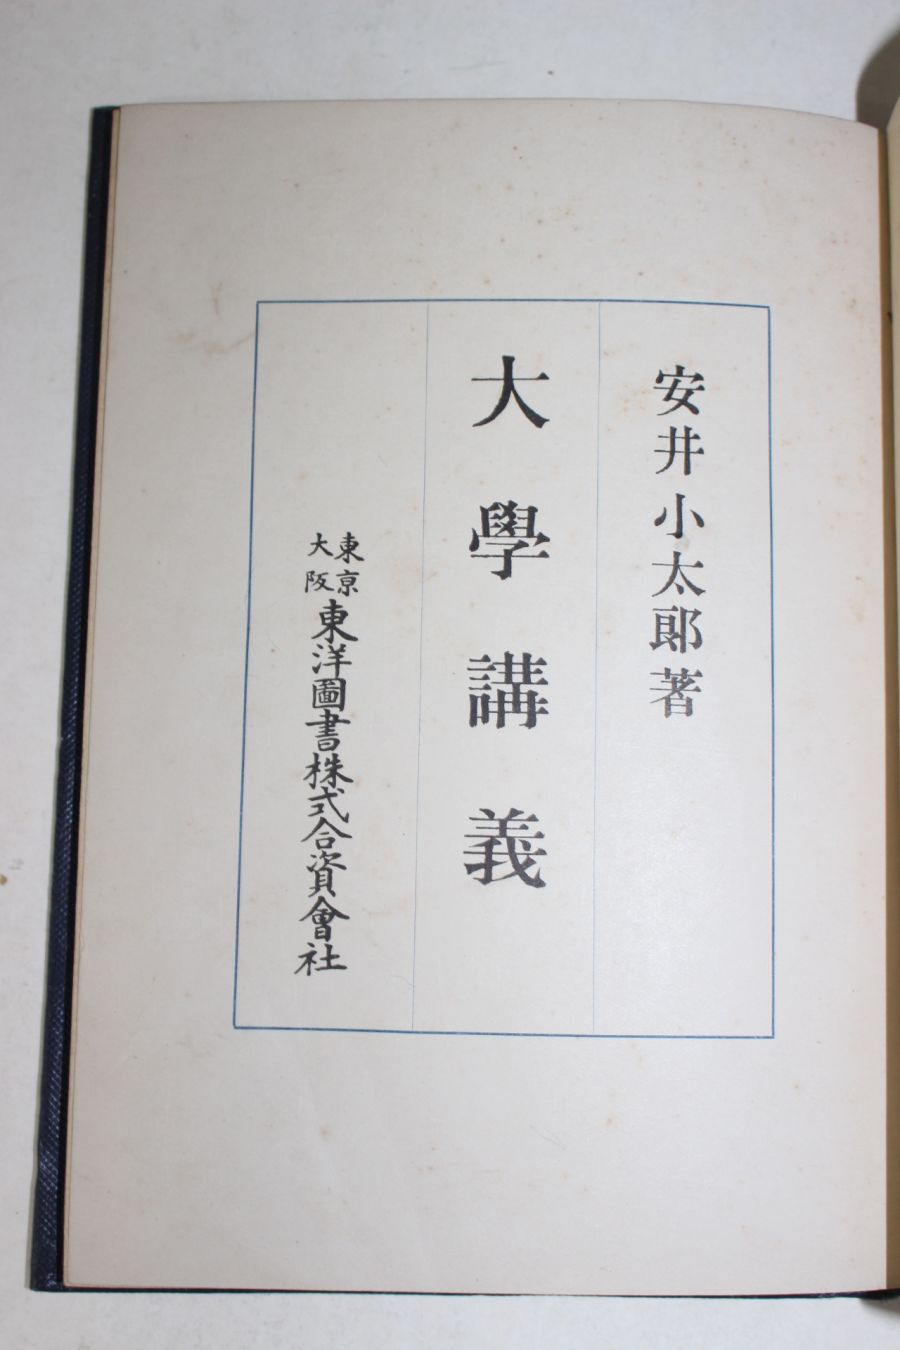 安井小太郎著
大學講義
東京
大阪
東洋圖書株式合資會社